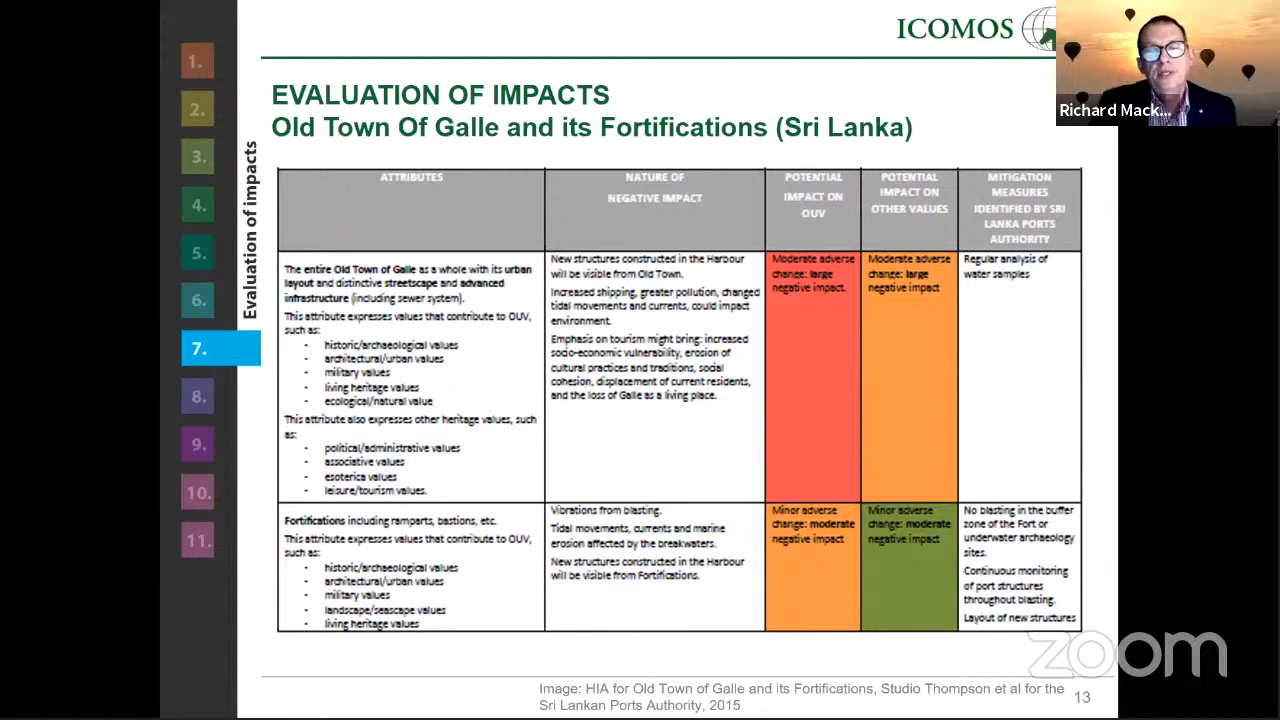 ICOMOS
Richard Mack...
EVALUATION OF IMPACTS
Old Town Of Galle and its Fortifications (Sri Lanka)
1.
2.
3.
4.
5.
6.
7.
8.
9.
10.
11.
Evaluation of impacts
ATTRIBUTES
NATURE OF
NEGATIVE IMPACT
POTENTIAL
IMPACT ON
OUV
POTENTIAL
IMPACT ON
OTHER VALUES
MITIGATION
MEASURES
IDENTIFIED BY SRI
LANKA PORTS
AUTHORITY
The entire Old Town of Galle as a whole with its urban
layout and distinctive streetscape and advanced
infrastructure (including sewer system).
This attribute expresses values that contribute to OUV,
such as:
- historic/archaeological values
- architectural/urban values
- military values
- living heritage values
- ecological/natural value
This attribute also expresses other heritage values, such
as:
- political/administrative values
- associative values
- esoterica values
- leisure/tourism values.
New structures constructed in the Harbour
will be visible from Old Town.
Increased shipping, greater pollution, changed
tidal movements and currents, could impact
environment.
Emphasis on tourism might bring: increased
socio-economic vulnerability, erosion of
cultural practices and traditions, social
cohesion, displacement of current residents,
and the loss of Galle as a living place.
Moderate adverse
change: large
negative impact.
Moderate adverse
change: large
negative impact
Regular analysis of
water samples
Fortifications including ramparts, bastions, etc.
This attribute expresses values that contribute to OUV,
such as:
- historic/archaeological values
- architectural/urban values
- military values
- landscape/seascape values
- living heritage values
Vibrations from blasting.
Tidal movements, currents and marine
erosion affected by the breakwaters.
New structures constructed in the Harbour
will be visible from Fortifications.
Minor adverse
change: moderate
negative impact
Minor adverse
change: moderate
negative impact
No blasting in the buffer
zone of the Fort or
underwater archaeology
sites.
Continuous monitoring
of port structures
throughout blasting.
Layout of new structures
zoom
Image: HIA for Old Town of Galle and its Fortifications, Studio Thompson et al for the
Sri Lankan Ports Authority, 2015
13